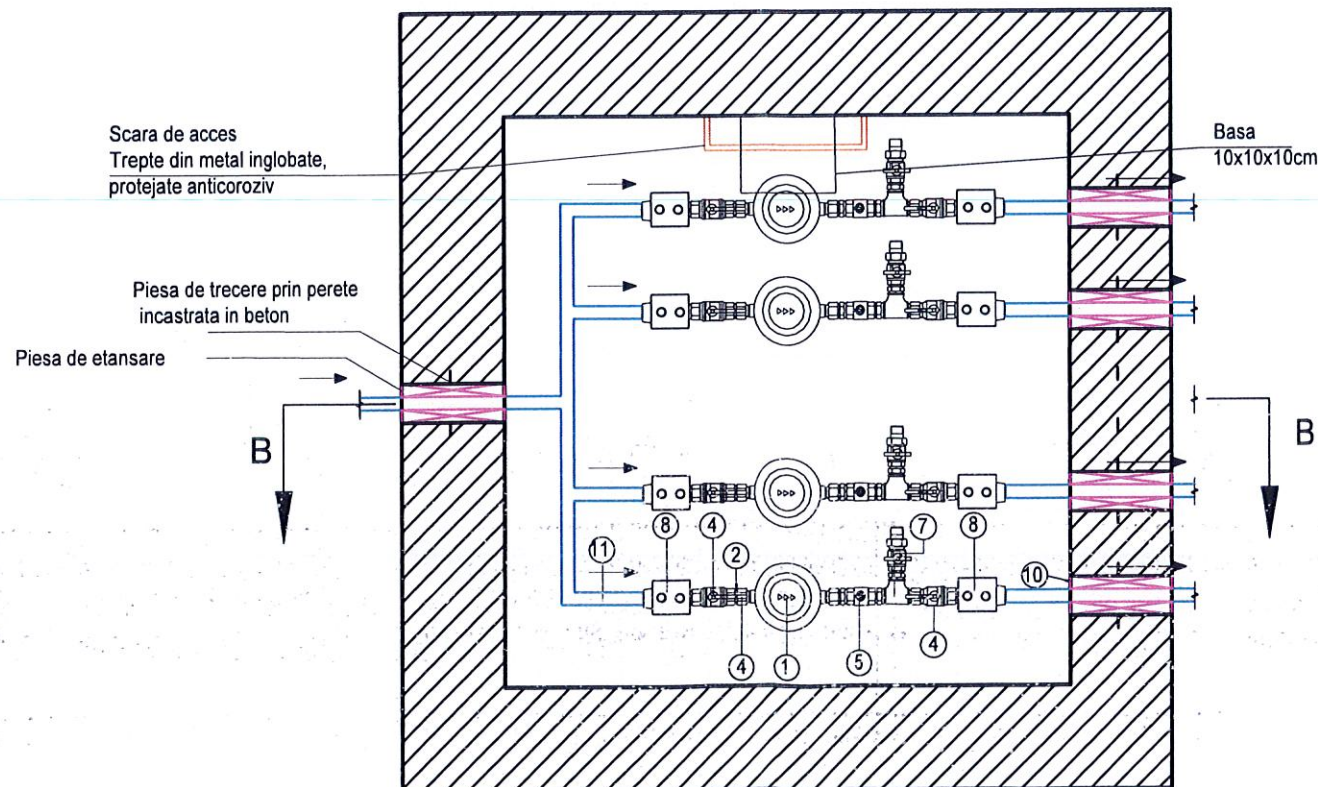 Scara de acces
Trepte din metal inglobate,
protejate anticoroziv
Basa
10x10x10cm
Piesa de trecere prin perete
incastrata in beton
Piesa de etansare
B
B
8
4
7
8
11
2
10
4
1
5
4